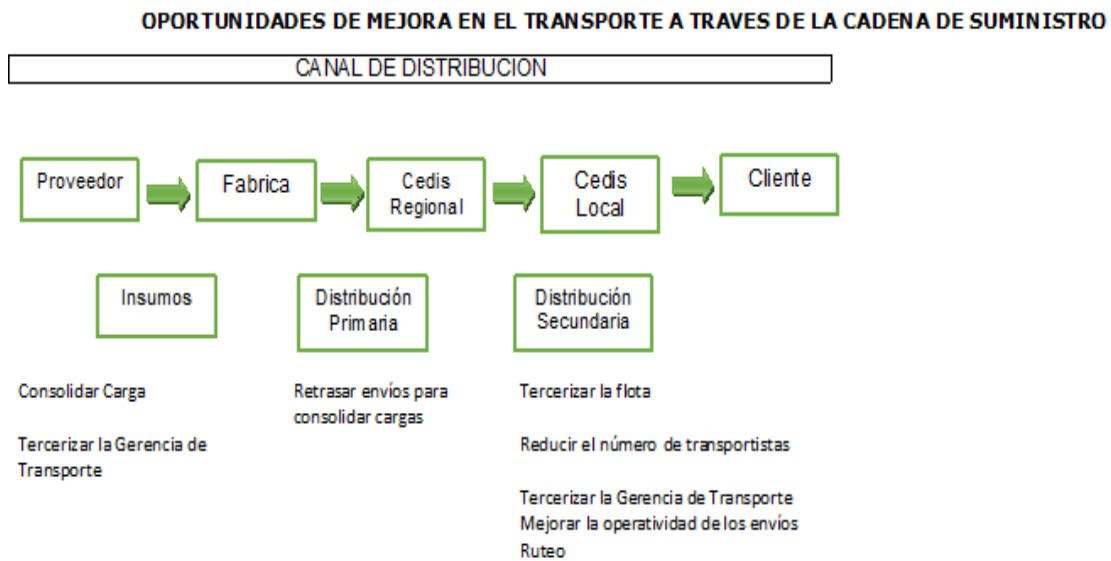 OPORTUNIDADES DE MEJORA EN EL TRANSPORTE A TRAVES DE LA CADENA DE SUMINISTRO
CANAL DE DISTRIBUCION
Proveedor
Fabrica
Cedis
Regional
Cedis
Local
Cliente
Insumos
Distribución
Primaria
Distribución
Secundaria
Consolidar Carga
Tercerizar la Gerencia de
Transporte
Retrasar envíos para
consolidar cargas
Tercerizar la flota
Reducir el número de transportistas
Tercerizar la Gerencia de Transporte
Mejorar la operatividad de los envíos
Ruteo